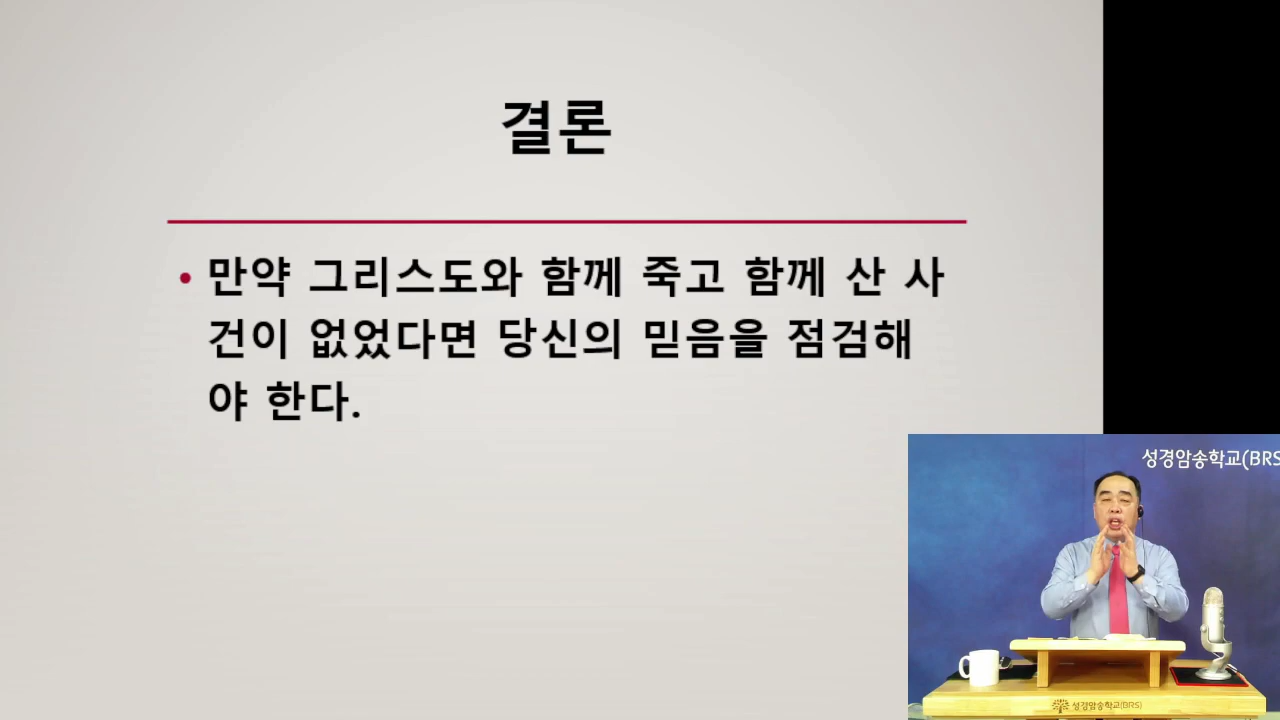 결론
• 만약 그리스도와 함께 죽고 함께 산 사
건이 없었다면 당신의 믿음을 점검해
야 한다.
성경암송학교(BRS
성경암송학교(BRS)